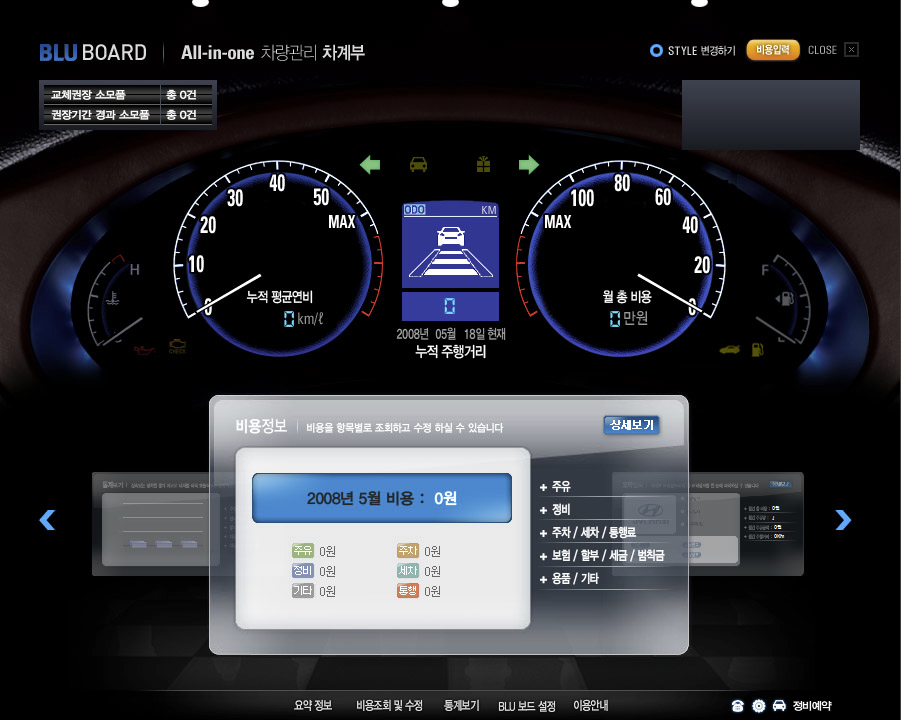 BLU BOARD All-in-one 차량관리 차계부
STYLE 변경하기 비용입력 CLOSE
교체권장 소모품 총 0건
권장기간 경과 소모품 총 0건
0 10 20 30 40 50 MAX
누적 평균연비
0 km/ℓ
H
CHECK
ODO KM
0
2008년 05월 18일 현재
누적 주행거리
MAX 100 80 60 40 20 0
월 총 비용
0 만원
F
비용정보 비용을 항목별로 조회하고 수정 하실 수 있습니다 상세보기
2008년 5월 비용 : 0원
주유 0원 주차 0원
정비 0원 세차 0원
기타 0원 통행 0원
주유
정비
주차 / 세차 / 통행료
보험 / 할부 / 세금 / 범칙금
용품 / 기타
요약 정보 비용조회 및 수정 통계보기 BLU 보드 설정 이용안내 정비예약